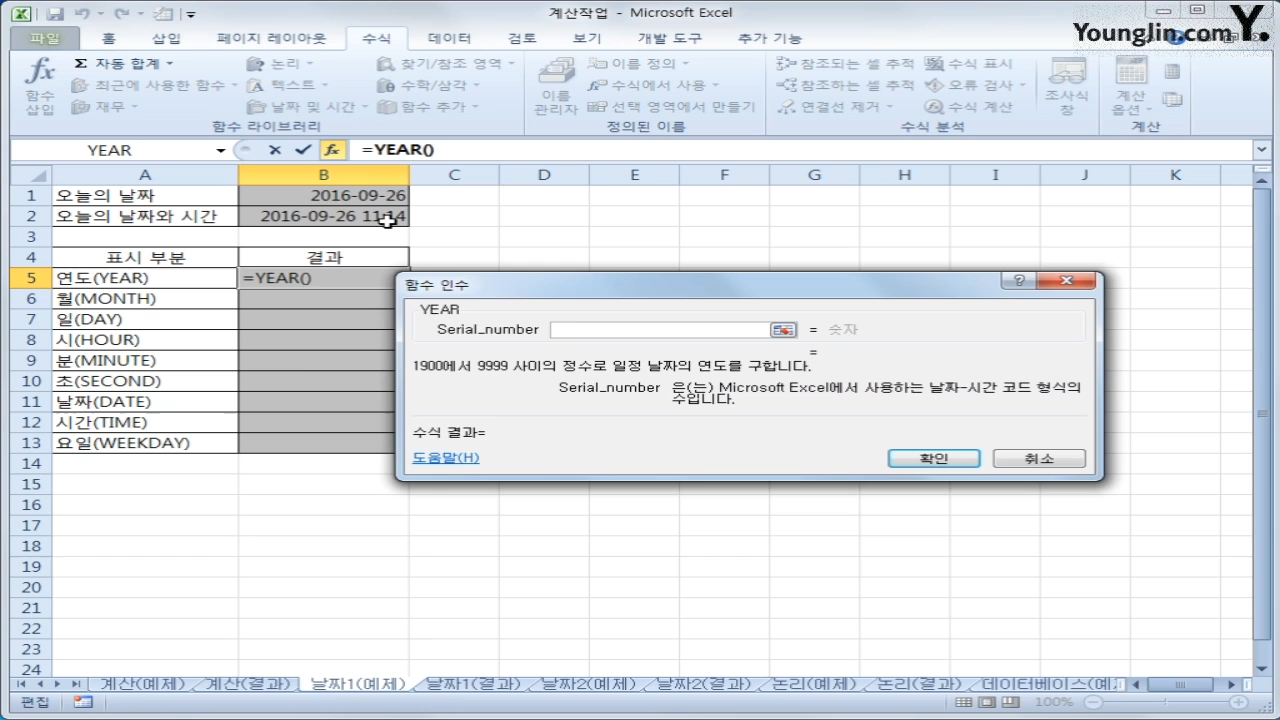 계산작업 - Microsoft Excel
Younglin.com Y.
파일 홈 삽입 페이지 레이아웃 수식 데이터 검토 보기 개발 도구 추가 기능
Σ 자동 합계 논리 찾기/참조 영역 이름 정의 참조되는 셀 추적 수식 표시
최근에 사용한 함수 텍스트 수학/삼각 수식에서 사용 참조하는 셀 추적 오류 검사
재무 날짜 및 시간 함수 추가 선택 영역에서 만들기 연결선 제거 수식 계산
fx 함수 삽입 이름 관리자 조사식 창 계산 옵션
함수 라이브러리 정의된 이름 수식 분석 계산
YEAR fx =YEAR()
A B C D E F G H I J K
1 오늘의 날짜 2016-09-26
2 오늘의 날짜와 시간 2016-09-26 11:14
3
4 표시 부분 결과
5 연도(YEAR) =YEAR()
6 월(MONTH)
7 일(DAY)
8 시(HOUR)
9 분(MINUTE)
10 초(SECOND)
11 날짜(DATE)
12 시간(TIME)
13 요일(WEEKDAY)
14
15
16
17
18
19
20
21
22
23
24
함수 인수
YEAR
Serial_number = 숫자
=
1900에서 9999 사이의 정수로 일정 날짜의 연도를 구합니다.
Serial_number 은(는) Microsoft Excel에서 사용하는 날짜-시간 코드 형식의
수입니다.
수식 결과=
도움말(H) 확인 취소
계산(예제) 계산(결과) 날짜1(예제) 날짜1(결과) 날짜2(예제) 날짜2(결과) 논리(예제) 논리(결과) 데이터베이스(예
편집 100%